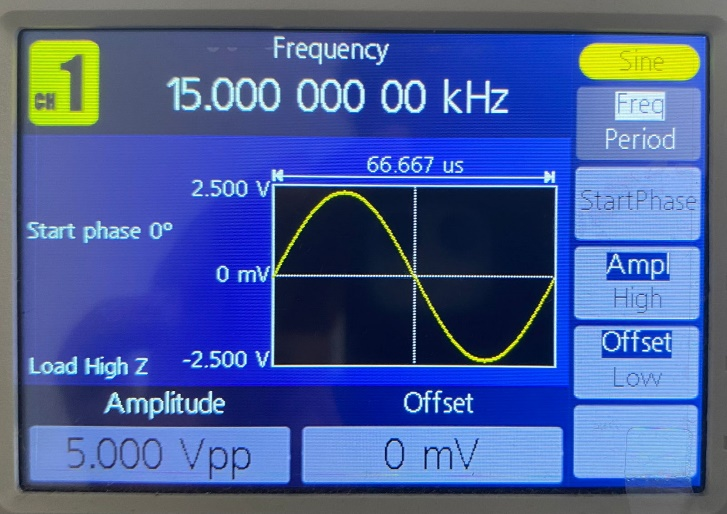 CH 1
Frequency
15.000 000 00 kHz
66.667 us
2.500 V
Start phase 0°
0 mV
Load High Z
-2.500 V
Amplitude
Offset
5.000 Vpp
0 mV
Sine
Freq
Period
StartPhase
Ampl
High
Offset
Low